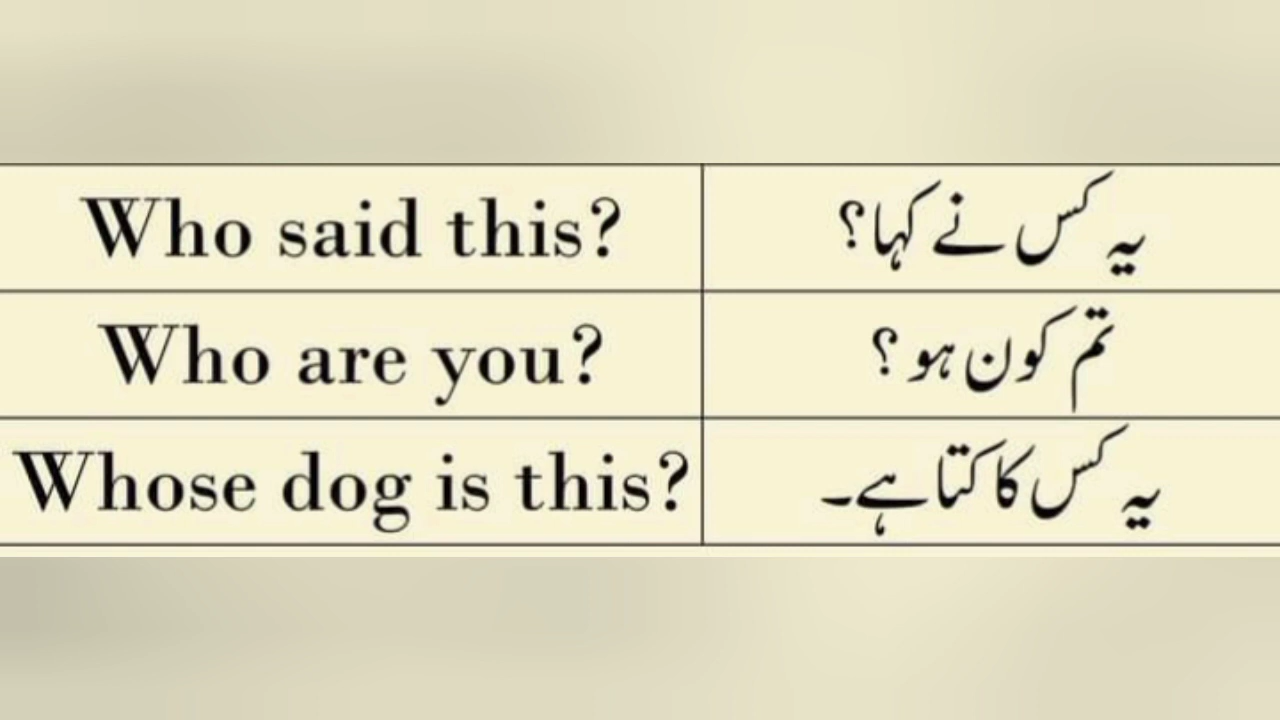 Who said this? یہ کس نے کہا؟
Who are you? تم کون ہو ؟
Whose dog is this? یہ کس کا کتا ہے۔